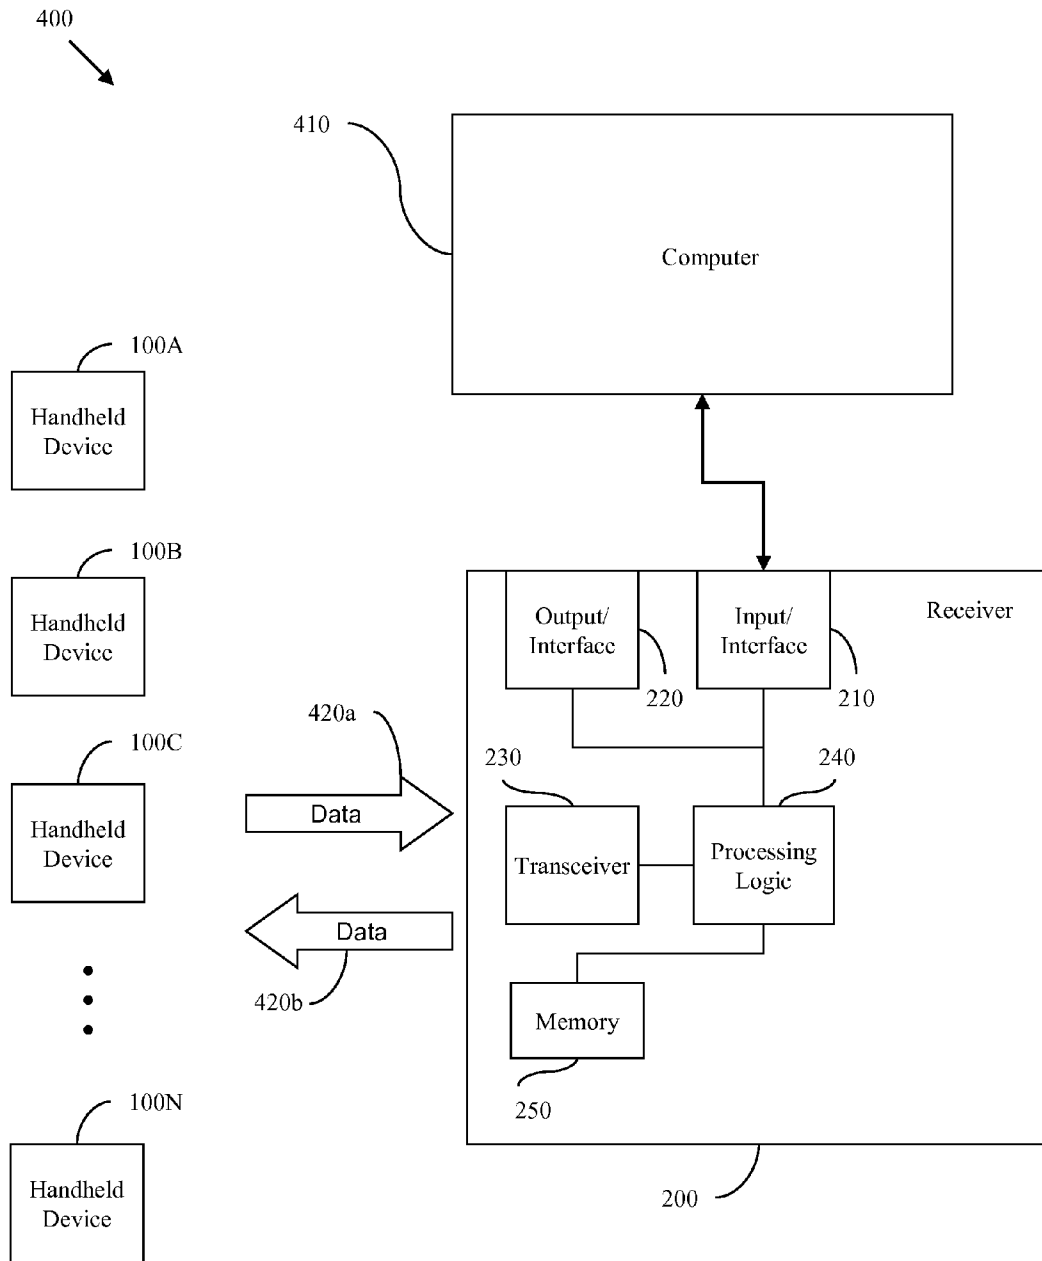 400
410
Computer
100A
Handheld
Device
100B
Handheld
Device
Output/
Interface
Input/
Interface
Receiver
220
210
420a
100C
230
240
Handheld
Device
Data
Transceiver
Processing
Logic
Data
420b
Memory
250
100N
Handheld
Device
200